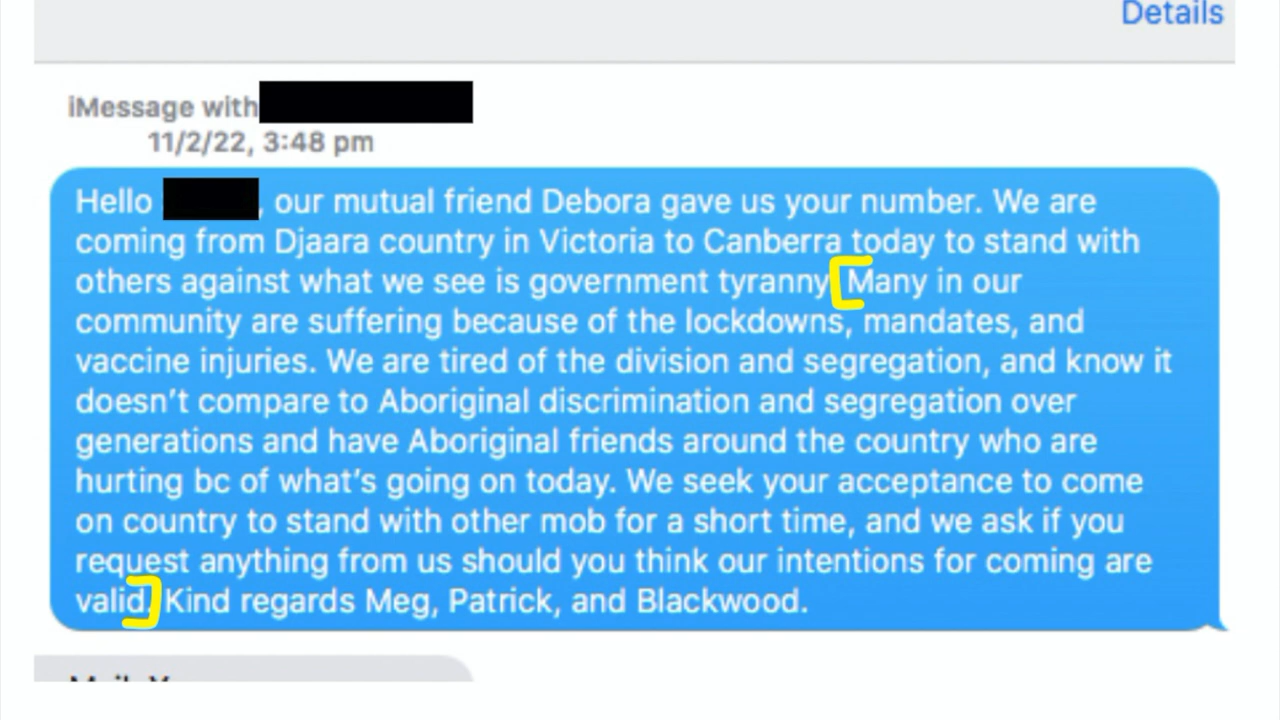 Details
iMessage with
11/2/22, 3:48 pm
Hello , our mutual friend Debora gave us your number. We are
coming from Djaara country in Victoria to Canberra today to stand with
others against what we see is government tyranny [Many in our
community are suffering because of the lockdowns, mandates, and
vaccine injuries. We are tired of the division and segregation, and know it
doesn't compare to Aboriginal discrimination and segregation over
generations and have Aboriginal friends around the country who are
hurting bc of what's going on today. We seek your acceptance to come
on country to stand with other mob for a short time, and we ask if you
request anything from us should you think our intentions for coming are
valid.] Kind regards Meg, Patrick, and Blackwood.